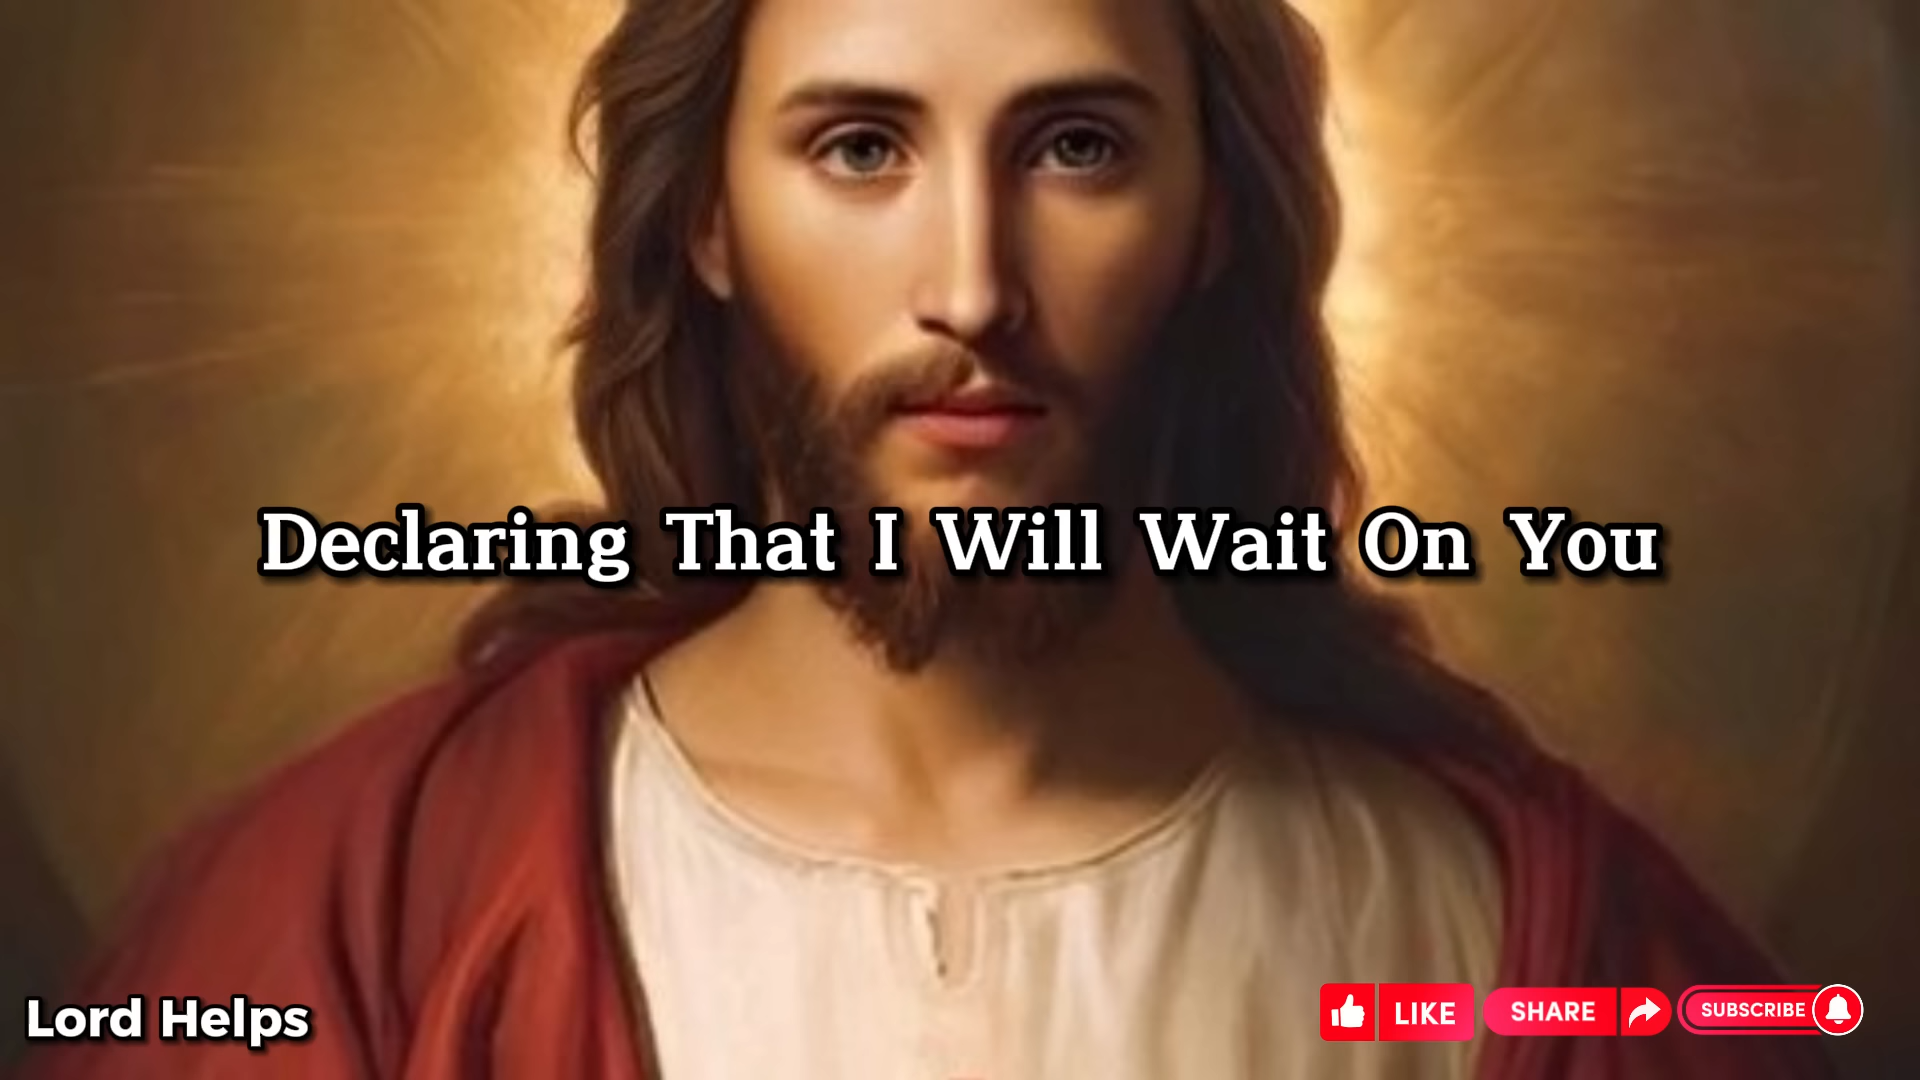 Declaring That I Will Wait On You
Lord Helps
LIKE
SHARE
SUBSCRIBE